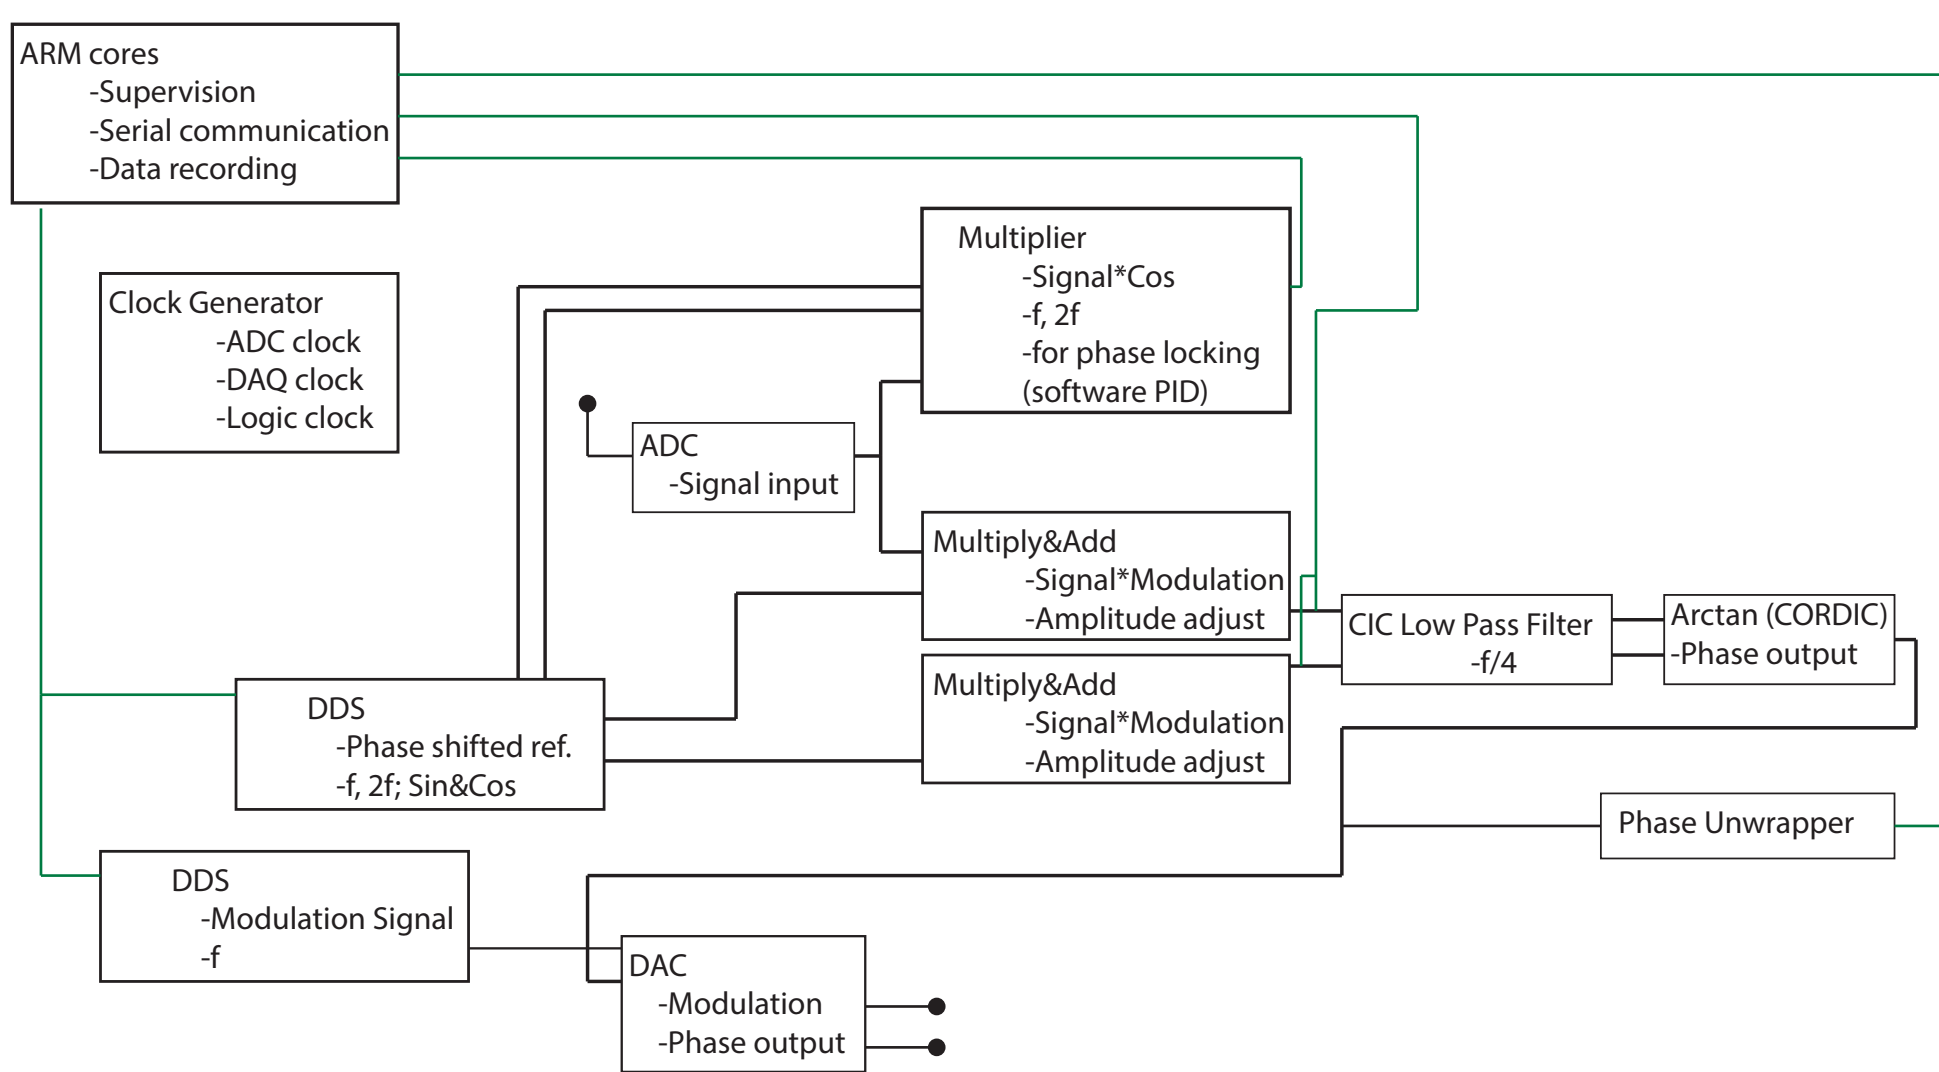 ARM cores
-Supervision
-Serial communication
-Data recording
Clock Generator
-ADC clock
-DAQ clock
-Logic clock
Multiplier
-Signal*Cos
-f, 2f
-for phase locking
(software PID)
ADC
-Signal input
Multiply&Add
-Signal*Modulation
-Amplitude adjust
CIC Low Pass Filter
-f/4
Arctan (CORDIC)
-Phase output
Multiply&Add
-Signal*Modulation
-Amplitude adjust
DDS
-Phase shifted ref.
-f, 2f; Sin&Cos
Phase Unwrapper
DDS
-Modulation Signal
-f
DAC
-Modulation
-Phase output